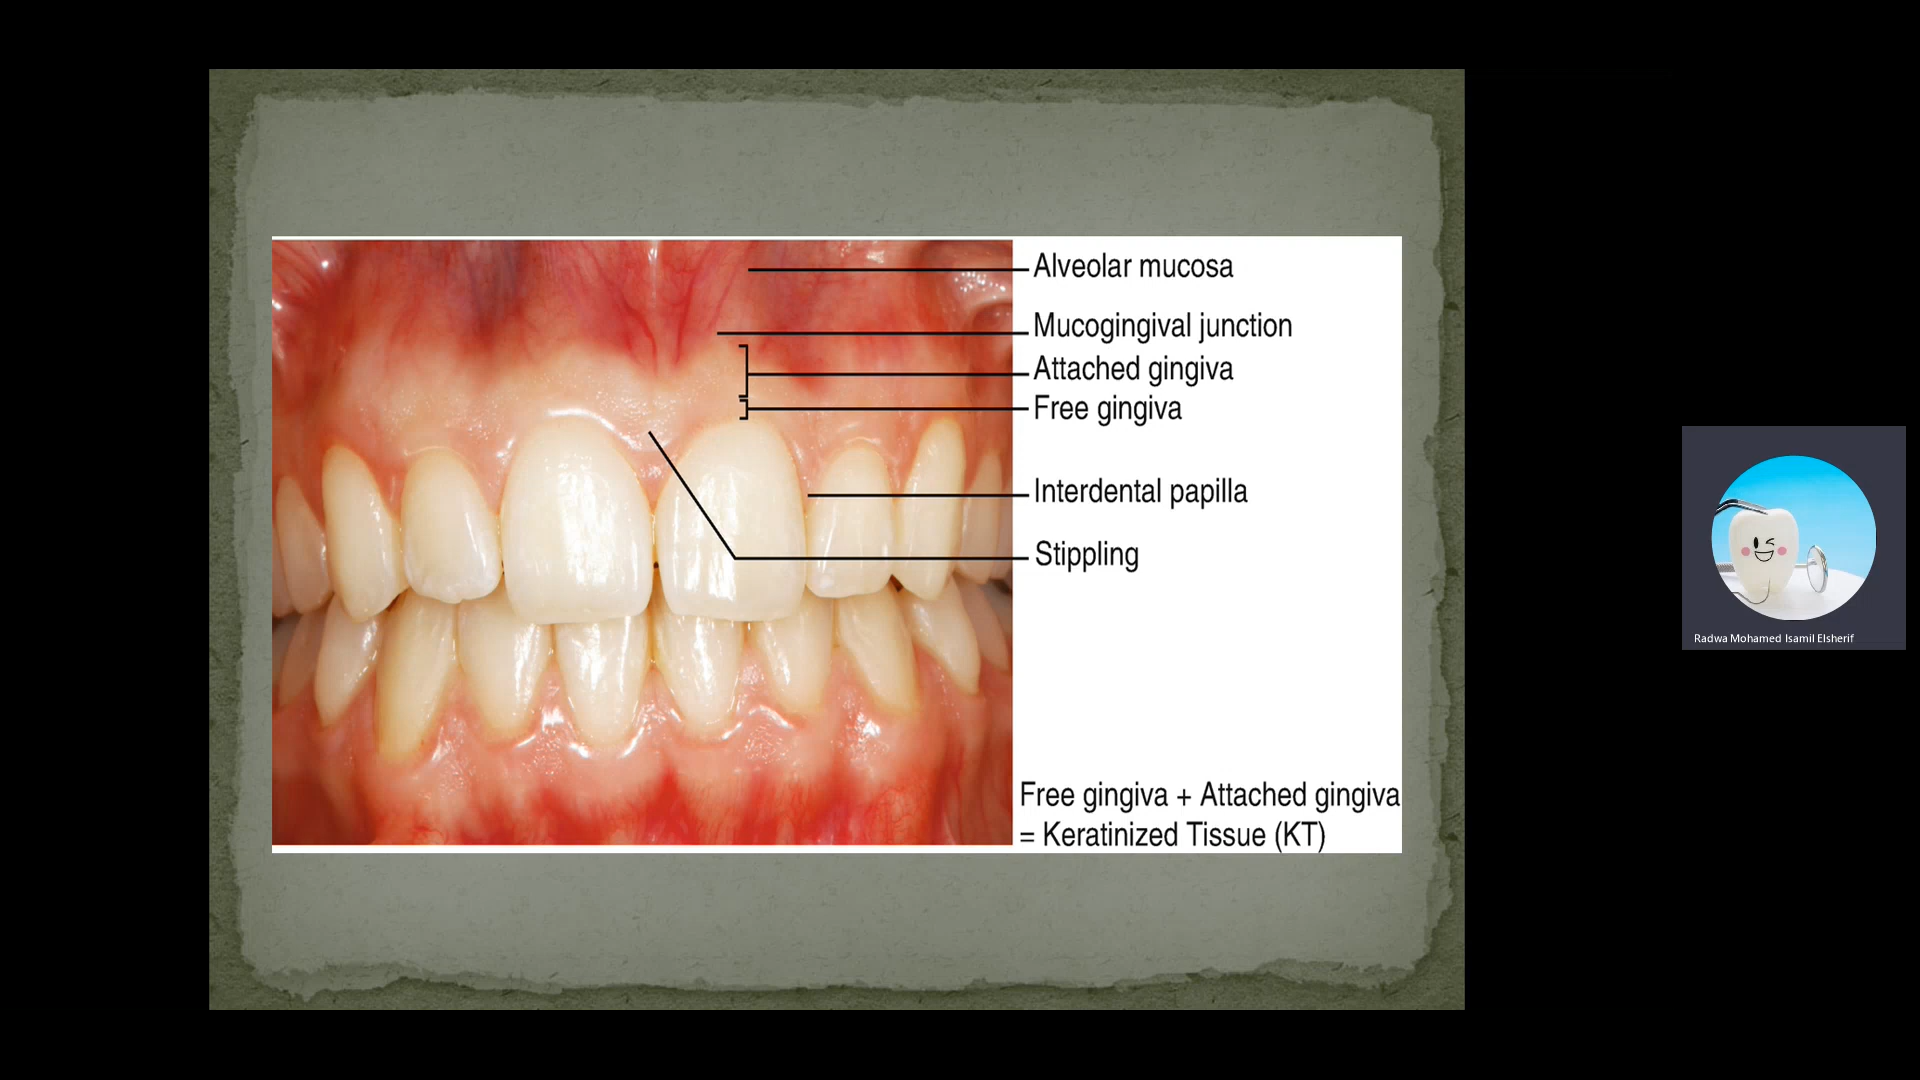 Alveolar mucosa
Mucogingival junction
Attached gingiva
Free gingiva
Interdental papilla
Stippling
Free gingiva + Attached gingiva
= Keratinized Tissue (KT)
Radwa Mohamed Isamil Elsherif